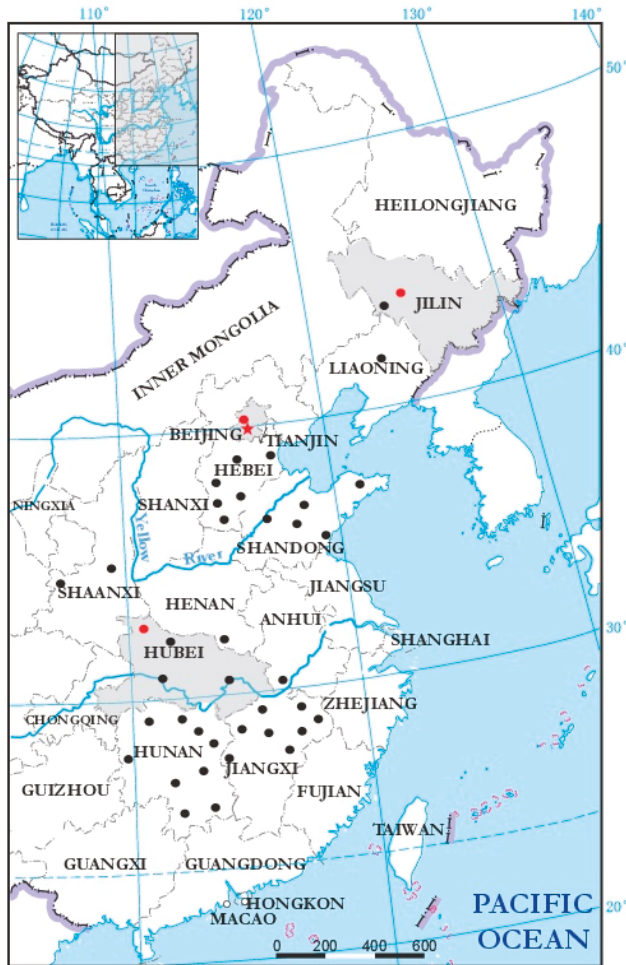 110°
120°
130°
140°
50°
HEILONGJIANG
JILIN
INNER MONGOLIA
LIAONING
40°
BEIJING
TIANJIN
HEBEI
SHANXI
NINGXIA
Yellow
River
SHANDONG
SHAANXI
JIANGSU
HENAN
ANHUI
30°
SHANGHAI
HUBEI
ZHEJIANG
CHONGQING
HUNAN
JIANGXI
GUIZHOU
FUJIAN
TAIWAN
GUANGXI
GUANGDONG
HONGKON
MACAO
20°
PACIFIC
OCEAN
0 200 400 600